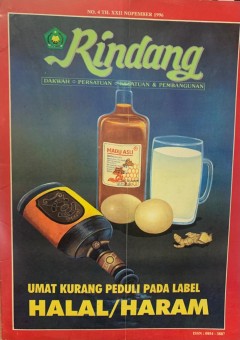 NO. 4 TH. XXII NOPEMBER 1996
Rindang
DAKWAH - PERSATUAN - KESATUAN & PEMBANGUNAN
MADU ASLI
UMAT KURANG PEDULI PADA LABEL
HALAL/HARAM
ISSN : 0854 - 2007